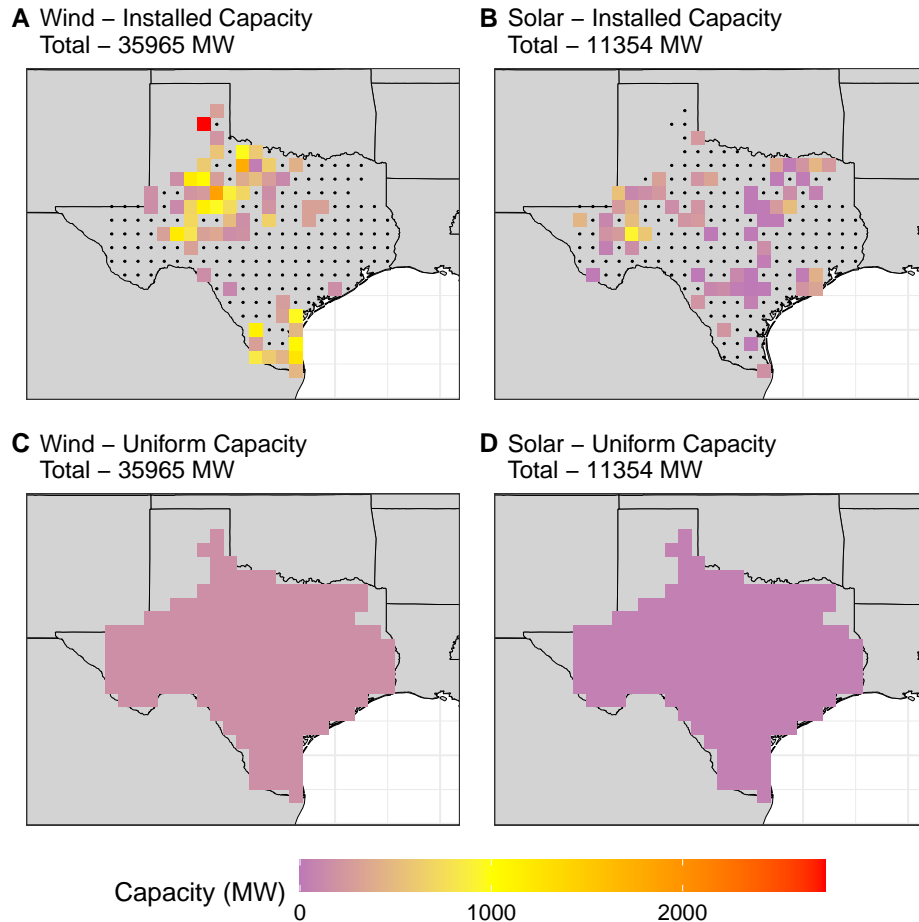 A Wind – Installed Capacity
Total – 35965 MW
B Solar – Installed Capacity
Total – 11354 MW
C Wind – Uniform Capacity
Total – 35965 MW
D Solar – Uniform Capacity
Total – 11354 MW
Capacity (MW)
0 1000 2000